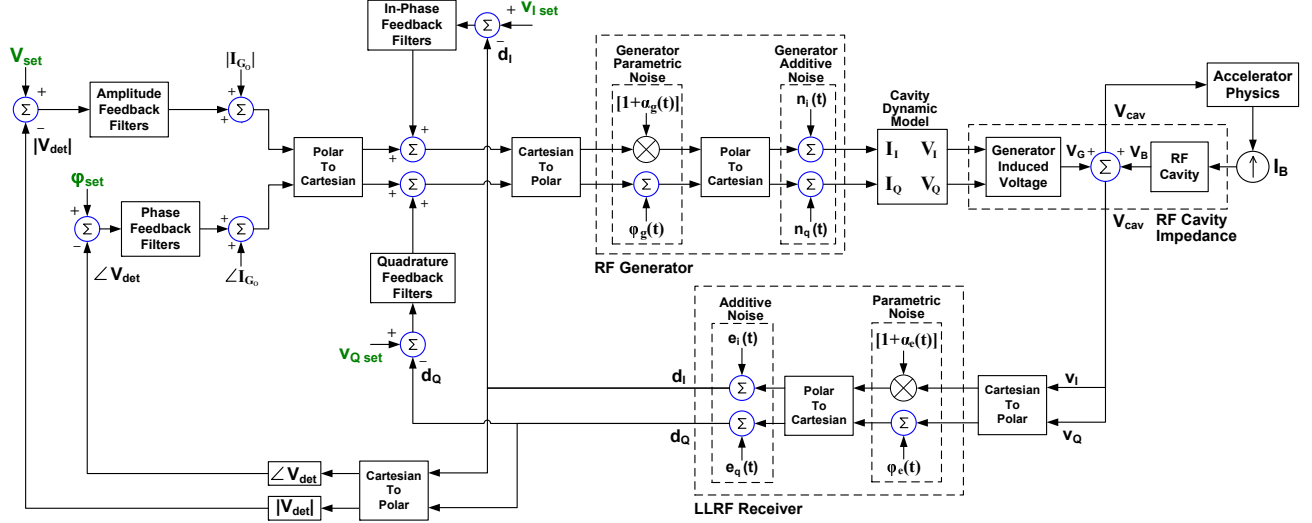 In-Phase
Feedback
Filters
+
Σ
+
v_I set
−
d_I
V_set
+
Σ
−
|V_det|
Amplitude
Feedback
Filters
|I_G_O|
+
Σ
+
φ_set
+
Σ
−
∠V_det
Phase
Feedback
Filters
+
Σ
+
∠I_G_O
Polar
To
Cartesian
+
Σ
+
+
Σ
+
Quadrature
Feedback
Filters
+
Σ
−
v_Q set
d_Q
Cartesian
To
Polar
Generator
Parametric
Noise
[1+α_g(t)]
Σ
φ_g(t)
Polar
To
Cartesian
Generator
Additive
Noise
n_i(t)
Σ
Σ
n_q(t)
RF Generator
Cavity
Dynamic
Model
I_I V_I
I_Q V_Q
Generator
Induced
Voltage
V_G
+
Σ
+
V_B
RF
Cavity
V_cav
Accelerator
Physics
I_B
V_cav
RF Cavity
Impedance
Additive
Noise
e_i(t)
Σ
Σ
e_q(t)
d_I
d_Q
Polar
To
Cartesian
Parametric
Noise
[1+α_e(t)]
Σ
φ_e(t)
Cartesian
To
Polar
v_I
v_Q
LLRF Receiver
∠V_det
|V_det|
Cartesian
To
Polar